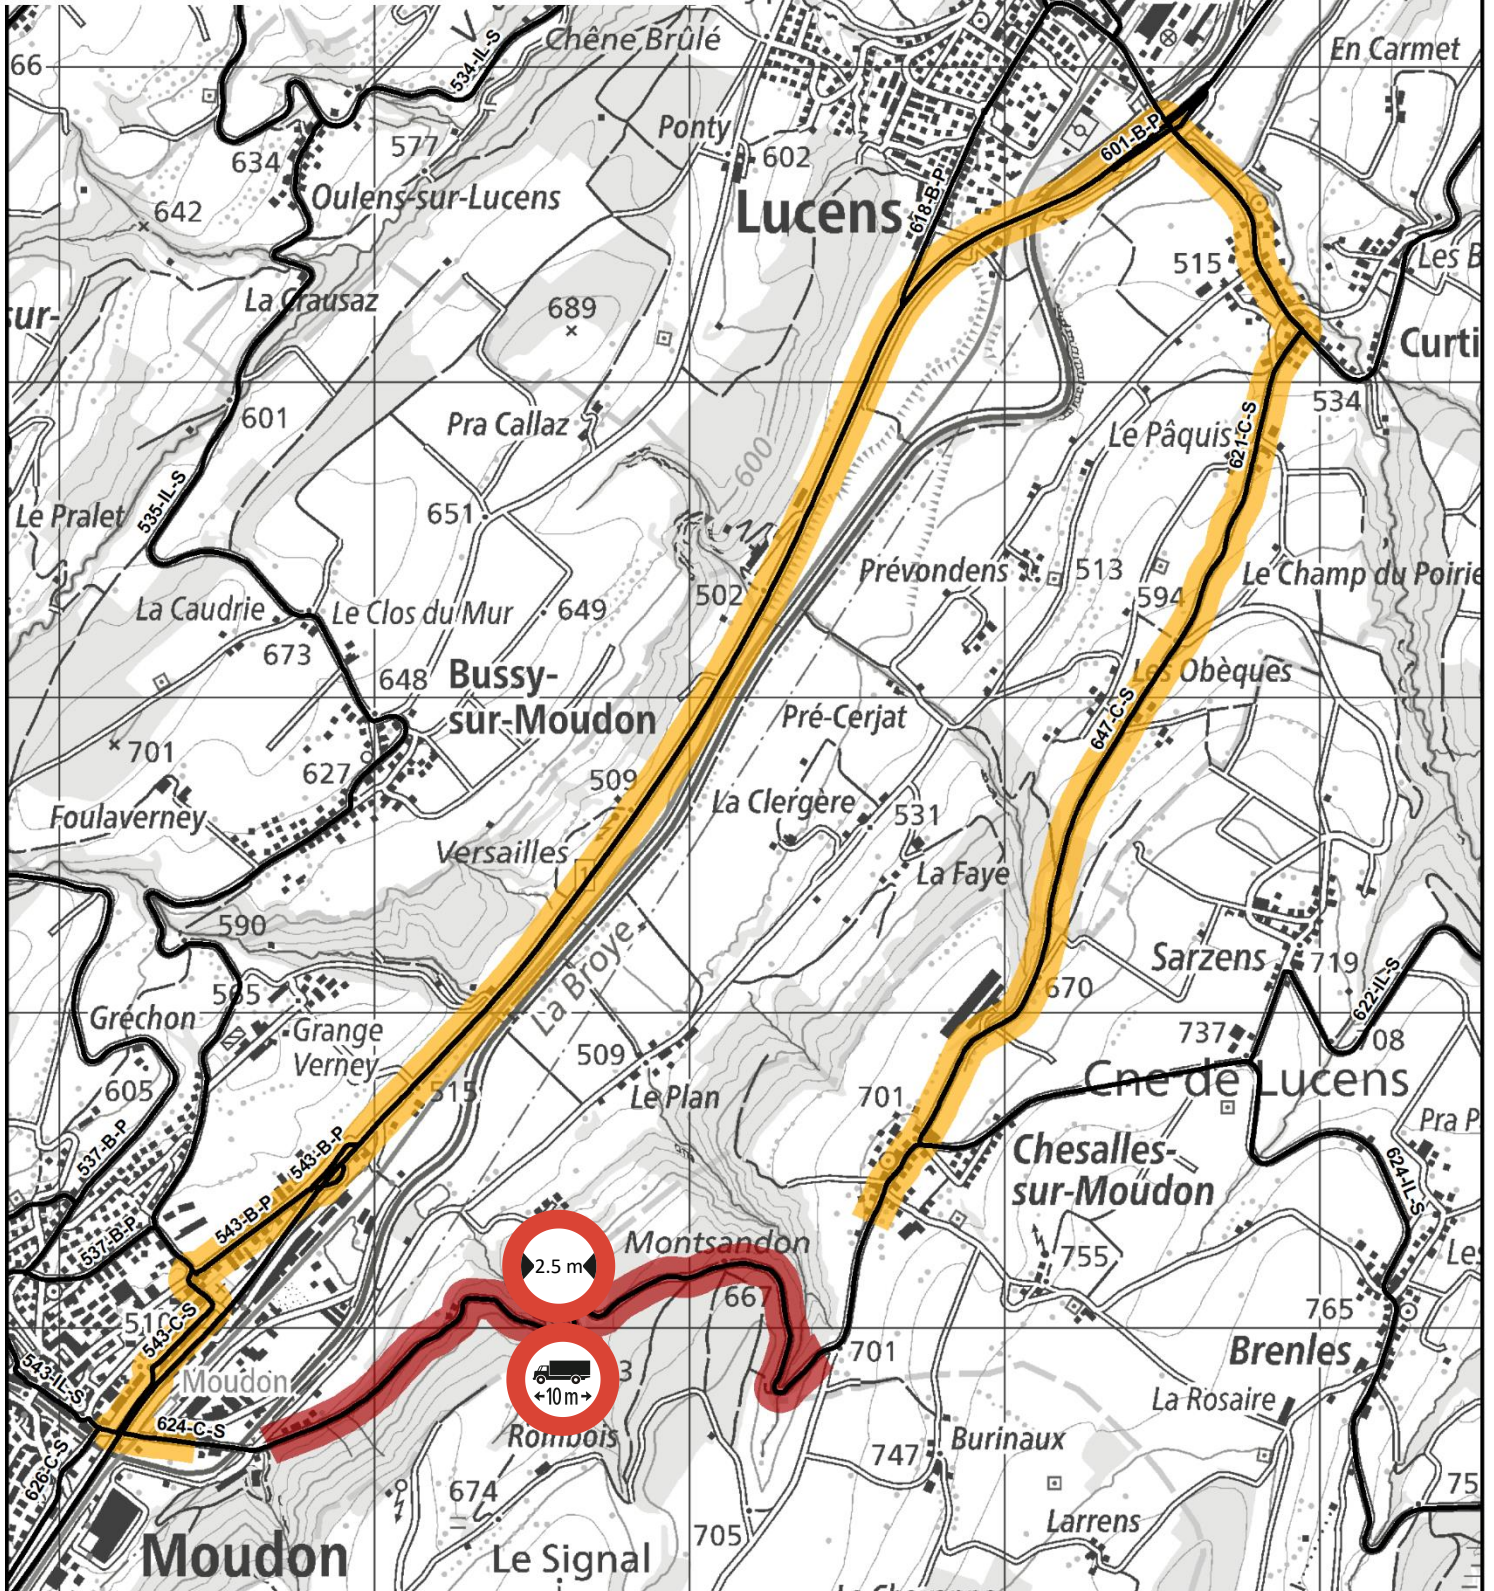 Chêne Brûlé
En Carmet
66
534-IL-S
577
634
Ponty
602
601-B-P
Oulens-sur-Lucens
642
Lucens
618-B-P
515
Les B
La Crausaz
689
sur-
Curti
534
601
Pra Callaz
Le Pâquis
621-C-S
600
535-IL-S
Le Pralet
651
502
Prévondens
513
594
Le Champ du Poirie
La Caudrie
Le Clos du Mur
649
673
648
Bussy-
sur-Moudon
Les Obèques
647-C-S
Pré-Cerjat
701
627
509
La Clergère
531
Foulaverney
Versailles
1
La Faye
590
La Broye
Sarzens
719
622-IL-S
595
670
Gréchon
Grange
Verney
509
737
708
605
515
Le Plan
701
Cne de Lucens
Pra P
537-B-P
543-B-P
Chesalles-
sur-Moudon
624-IL-S
543-B-P
537-B-P
2.5 m
Montsandon
755
Les
667
510
543-C-S
765
Brenles
701
543-IL-S
Moudon
10 m
3
La Rosaire
624-C-S
Rombois
747
Burinaux
626-C-S
674
75
705
Larrens
Moudon
Le Signal